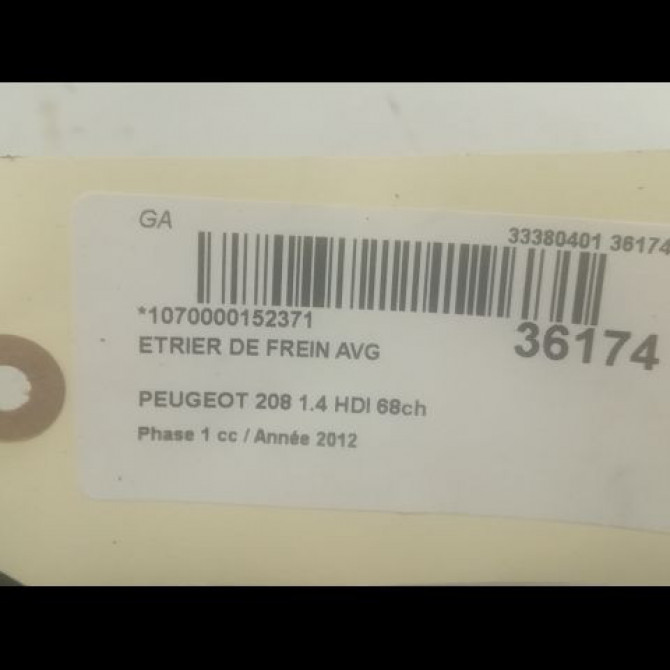 GA
33380401 36174
*1070000152371
36174
ETRIER DE FREIN AVG
PEUGEOT 208 1.4 HDI 68ch
Phase 1 cc / Année 2012